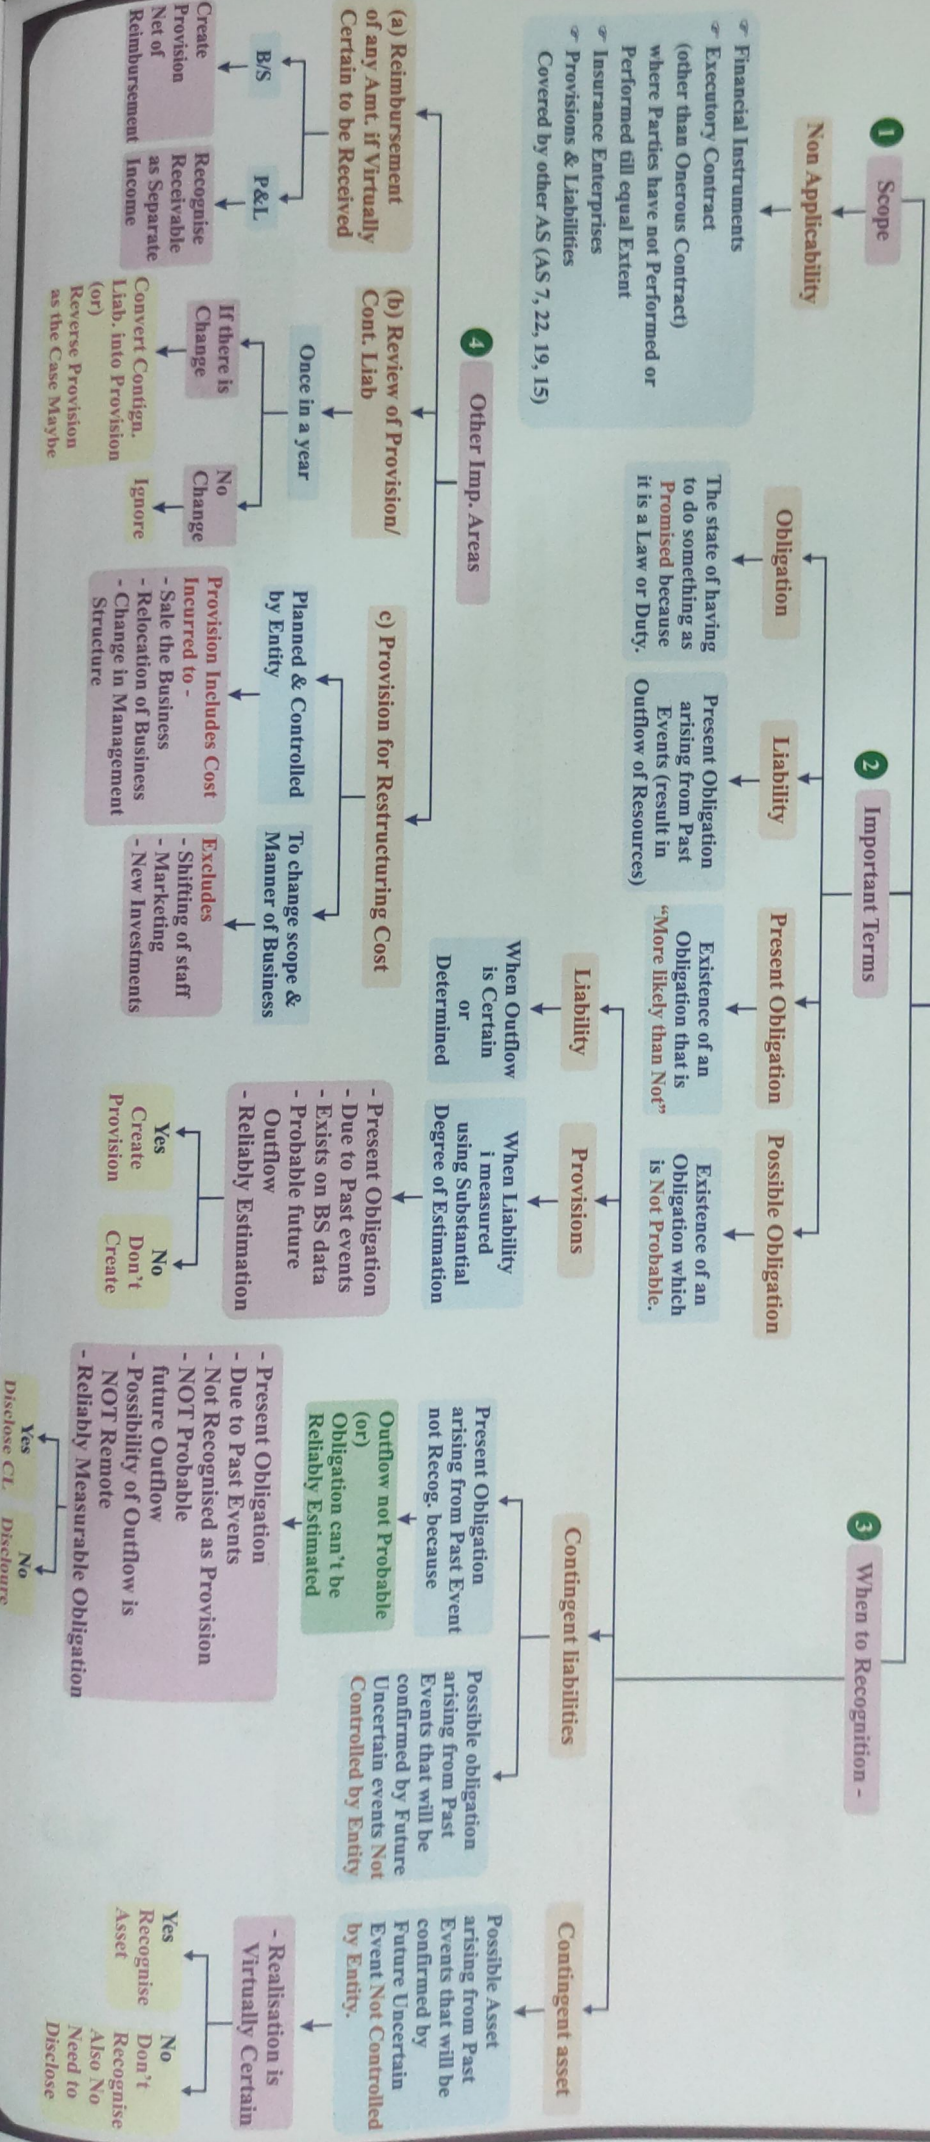 1 Scope
Non Applicability
☞ Financial Instruments
☞ Executory Contract
(other than Onerous Contract)
where Parties have not Performed or
Performed till equal Extent
☞ Insurance Enterprises
☞ Provisions & Liabilities
Covered by other AS (AS 7, 22, 19, 15)
2 Important Terms
Obligation
The state of having
to do something as
Promised because
it is a Law or Duty.
Liability
Present Obligation
arising from Past
Events (result in
Outflow of Resources)
Present Obligation
Existence of an
Obligation that is
“More likely than Not”
Possible Obligation
Existence of an
Obligation which
is Not Probable.
3 When to Recognition -
Liability
When Outflow
is Certain
or
Determined
Provisions
When Liability
i measured
using Substantial
Degree of Estimation
- Present Obligation
- Due to Past events
- Exists on BS data
- Probable future
Outflow
- Reliably Estimation
Yes
Create
Provision
No
Don't
Create
Contingent liabilities
Present Obligation
arising from Past Event
not Recog. because
Outflow not Probable
(or)
Obligation can't be
Reliably Estimated
- Present Obligation
- Due to Past Events
- Not Recognised as Provision
- NOT Probable
future Outflow
- Possibility of Outflow is
NOT Remote
- Reliably Measurable Obligation
Yes
Disclose CL
No
Discloure
Possible obligation
arising from Past
Events that will be
confirmed by Future
Uncertain events Not
Controlled by Entity
Contingent asset
Possible Asset
arising from Past
Events that will be
confirmed by
Future Uncertain
Event Not Controlled
by Entity.
- Realisation is
Virtually Certain
Yes
Recognise
Asset
No
Don't
Recognise
Also No
Need to
Disclose
4 Other Imp. Areas
(a) Reimbursement
of any Amt. if Virtually
Certain to be Received
B/S
Create
Provision
Net of
Reimbursement
P&L
Recognise
Receivable
as Separate
Income
(b) Review of Provision/
Cont. Liab
Once in a year
If there is
Change
Convert Contign.
Liab. into Provision
(or)
Reverse Provision
as the Case Maybe
No
Change
Ignore
c) Provision for Restructuring Cost
Planned & Controlled
by Entity
Provision Includes Cost
Incurred to -
- Sale the Business
- Relocation of Business
- Change in Management
Structure
To change scope &
Manner of Business
Excludes
- Shifting of staff
- Marketing
- New Investments